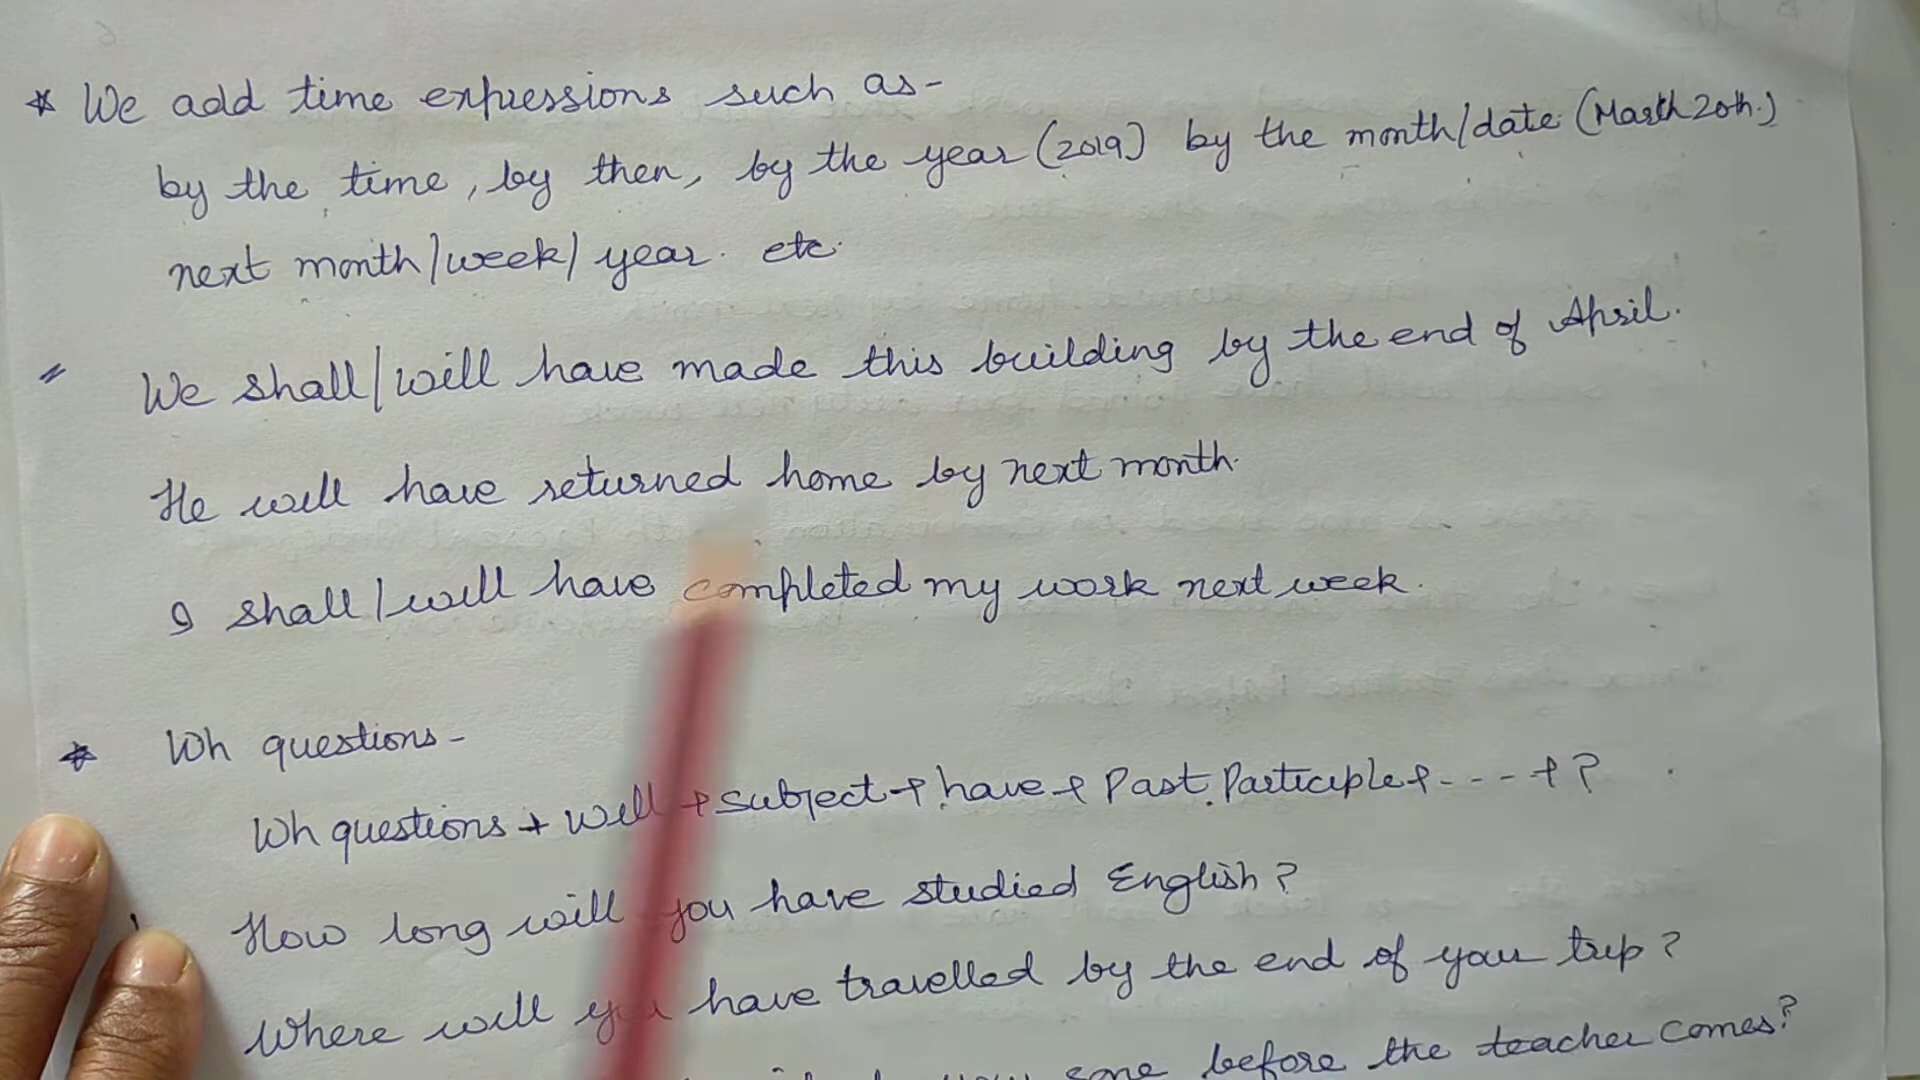 * We add time expressions such as-
by the time, by then, by the year (2019) by the month/date (March 20th.)
next month/week/year. etc.
We shall/will have made this building by the end of April.
He will have returned home by next month.
I shall/will have completed my work next week.
* Wh questions-
Wh questions + will + subject + have + Past Participle + ---- + ?
How long will you have studied English?
Where will you have travelled by the end of your trip?
before the teacher comes?